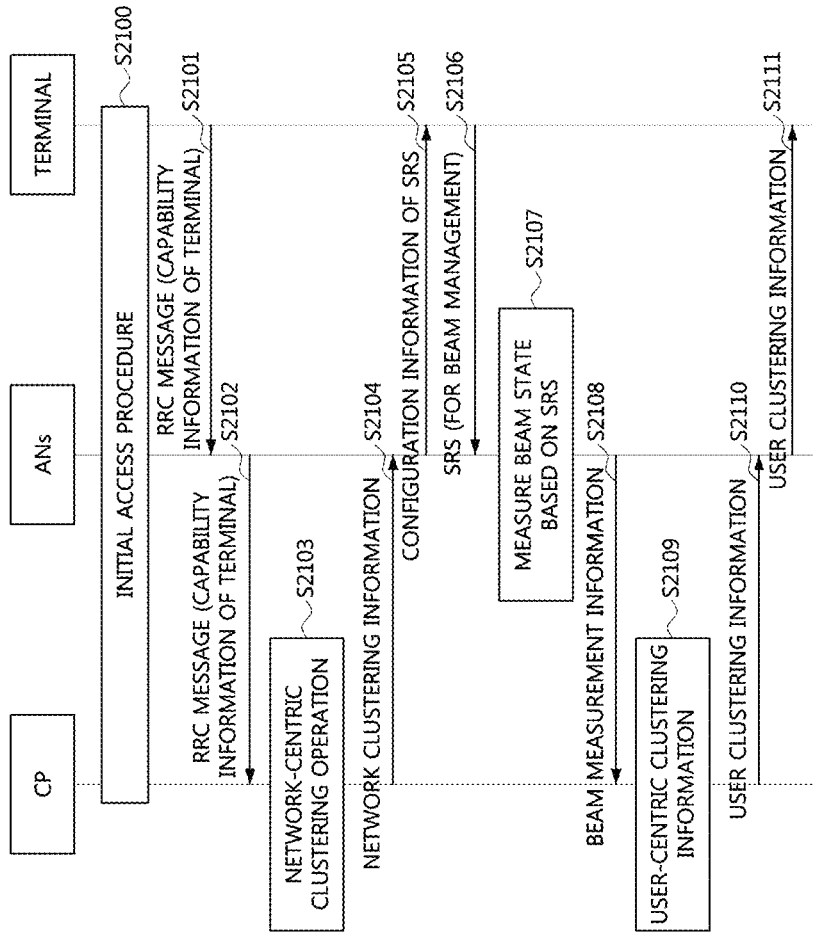 CP
ANs
TERMINAL
INITIAL ACCESS PROCEDURE
S2100
RRC MESSAGE (CAPABILITY
INFORMATION OF TERMINAL)
S2101
RRC MESSAGE (CAPABILITY
INFORMATION OF TERMINAL)
S2102
NETWORK-CENTRIC
CLUSTERING OPERATION
S2103
NETWORK CLUSTERING INFORMATION
S2104
CONFIGURATION INFORMATION OF SRS
S2105
SRS (FOR BEAM MANAGEMENT)
S2106
MEASURE BEAM STATE
BASED ON SRS
S2107
BEAM MEASUREMENT INFORMATION
S2108
USER-CENTRIC CLUSTERING
INFORMATION
S2109
USER CLUSTERING INFORMATION
S2110
USER CLUSTERING INFORMATION
S2111